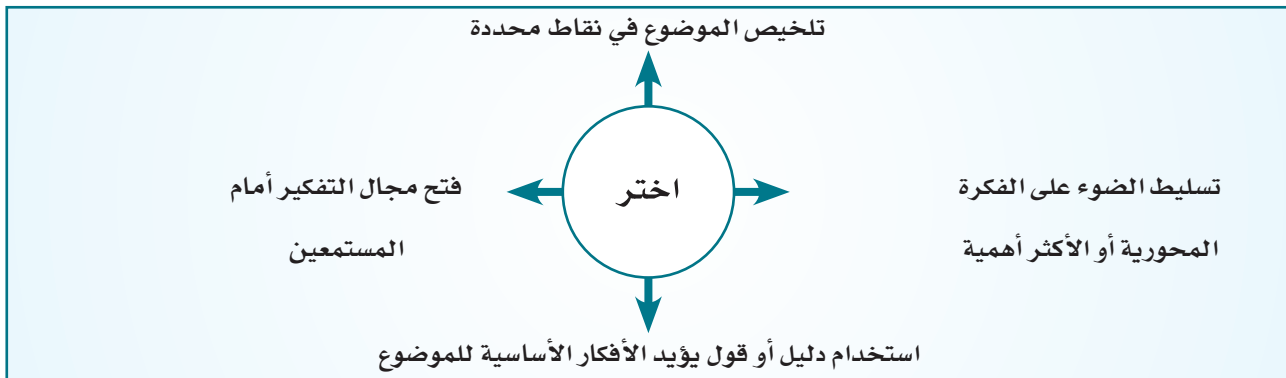 تلخيص الموضوع في نقاط محددة
تسليط الضوء على الفكرة
المحورية أو الأكثر أهمية
اختر
فتح مجال التفكير أمام
المستمعين
استخدام دليل أو قول يؤيد الأفكار الأساسية للموضوع